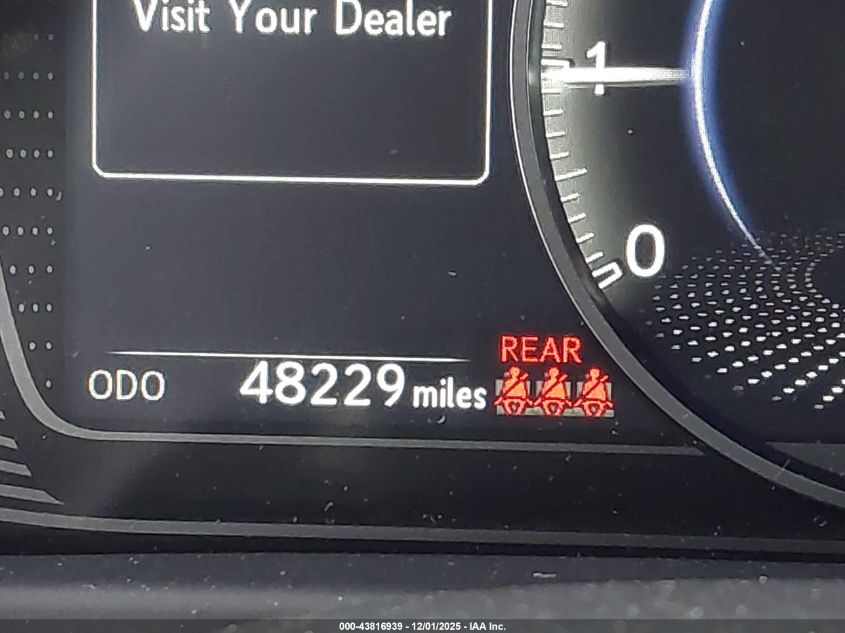 Visit Your Dealer
1
0
REAR
ODO 48229 miles
000-43816939 - 12/01/2025 - IAA Inc.